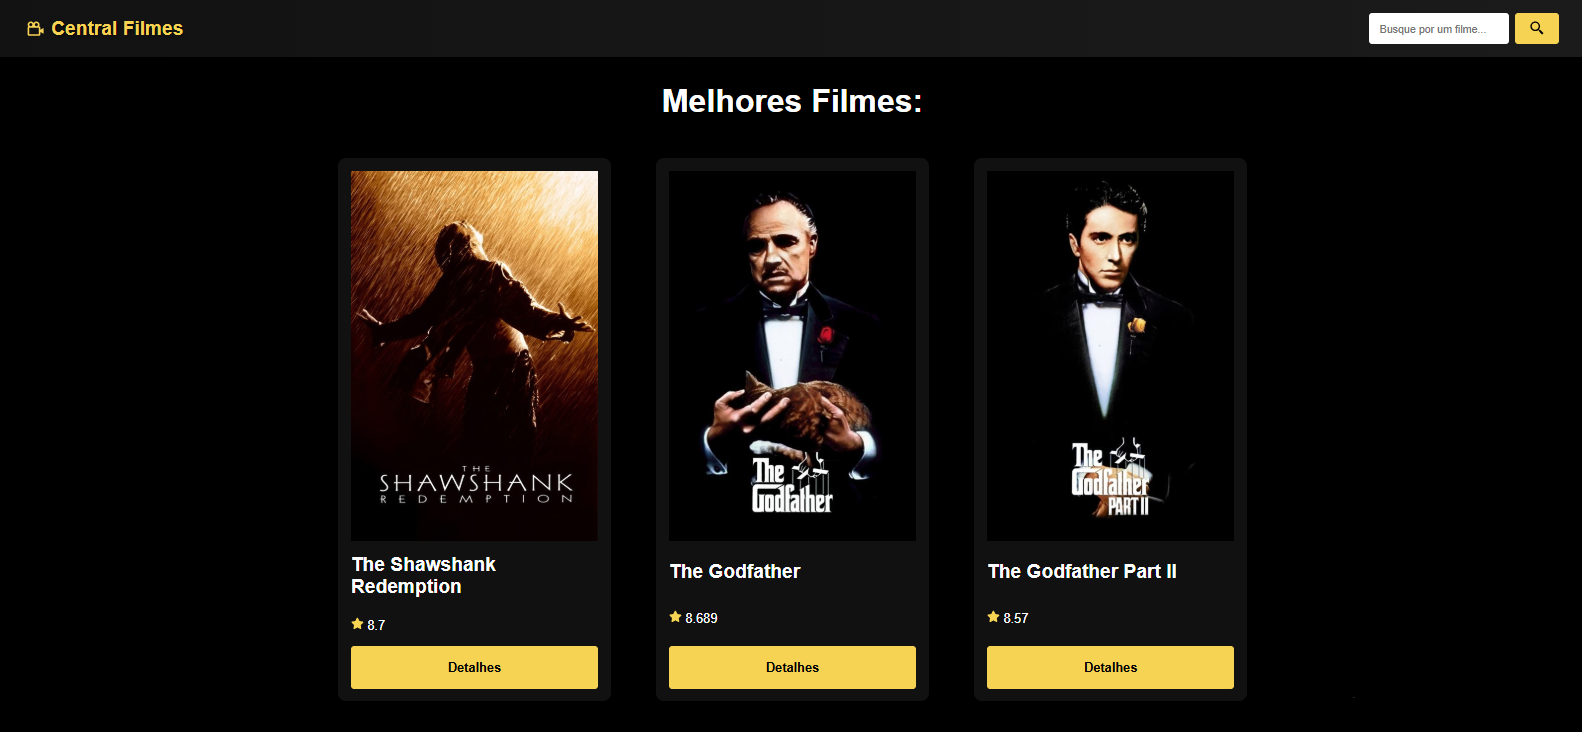 Central Filmes
Busque por um filme...
Melhores Filmes:
THE
SHAWSHANK
REDEMPTION
The
Godfather
The
Godfather
PART II
The Shawshank
Redemption
The Godfather
The Godfather Part II
8.7
8.689
8.57
Detalhes
Detalhes
Detalhes